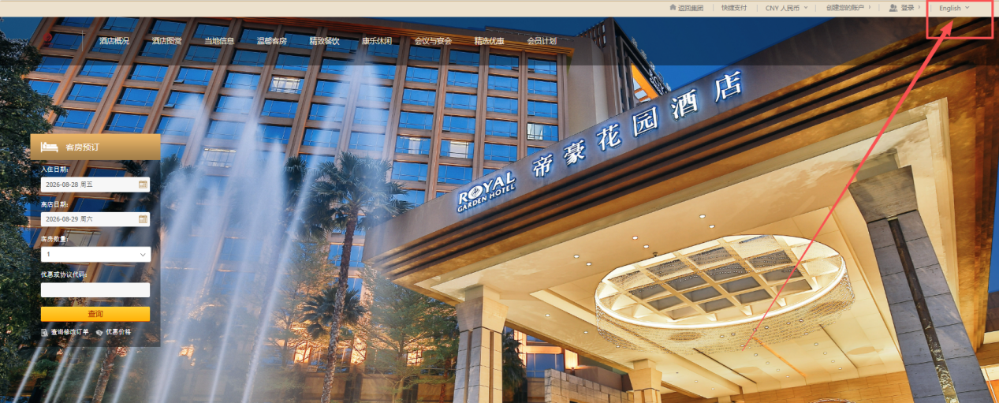 返回集团 快捷支付 CNY 人民币 创建您的账户 登录 English
酒店概况 酒店图赏 当地信息 温馨客房 精致餐饮 康乐休闲 会议与宴会 精选优惠 会员计划
帝豪花园酒店
ROYAL
GARDEN HOTEL
客房预订
入住日期:
2026-08-28 周五
离店日期:
2026-08-29 周六
客房数量:
1
优惠或协议代码:
查询
查询修改订单 优惠价格